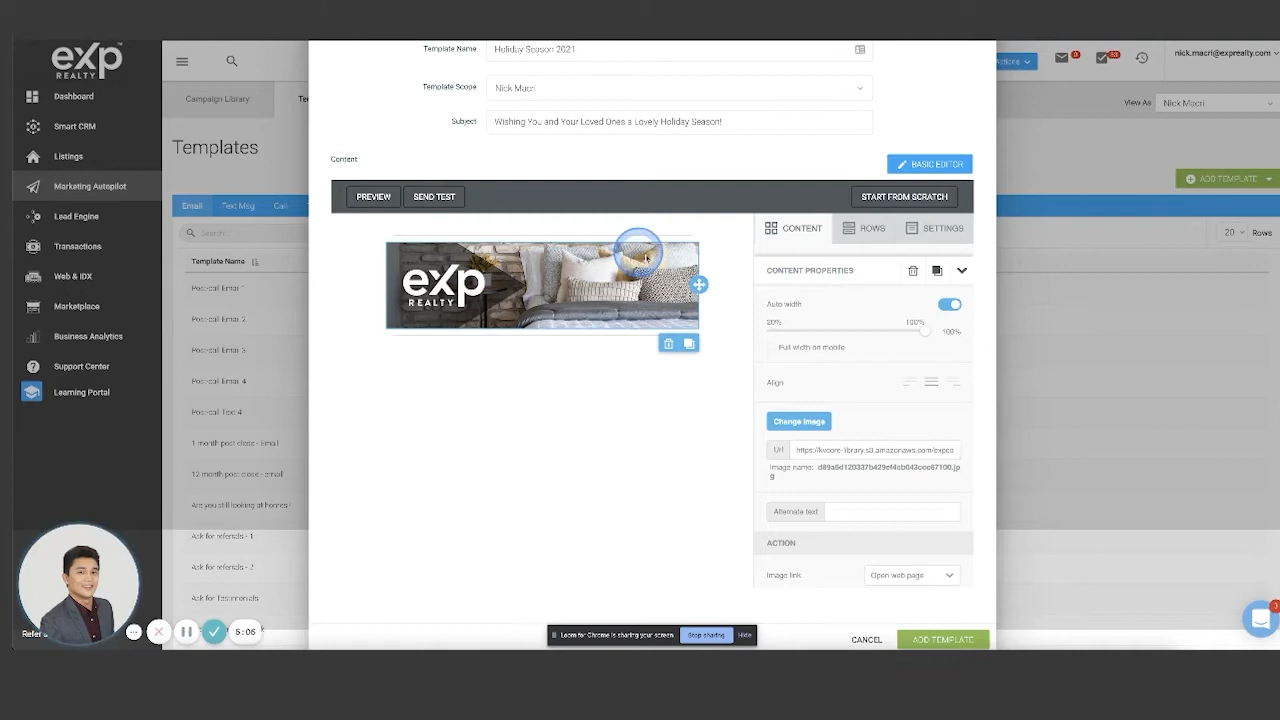 eXp
REALTY
Dashboard
Smart CRM
Listings
Marketing Autopilot
Lead Engine
Transactions
Web & IDX
Marketplace
Business Analytics
Support Center
Learning Portal
5:06
Campaign Library
Templates
Email
Text Msg
Call
Search...
Template Name
Post-call Email 1
Post-call Email 2
Post-call Email 3
Post-call Email 4
Post-call Text 4
1 month post close - Email
12 month post close - email
Are you still looking at homes?
Ask for referrals - 1
Ask for referrals - 2
Ask for Testimonials
Template Name
Holiday Season 2021
Template Scope
Nick Macri
Subject
Wishing You and Your Loved Ones a Lovely Holiday Season!
Content
BASIC EDITOR
PREVIEW
SEND TEST
START FROM SCRATCH
eXp
REALTY
CONTENT
ROWS
SETTINGS
CONTENT PROPERTIES
Auto width
20%
100%
100%
Full width on mobile
Align
Change image
Url
https://kvcore-library.s3.amazonaws.com/expco
Image name:
Alternate text
ACTION
Image link
Open web page
Loom for Chrome is sharing your screen.
Stop sharing
Hide
CANCEL
ADD TEMPLATE
nick.macri@exprealty.com
View As
Nick Macri
ADD TEMPLATE
20
Rows